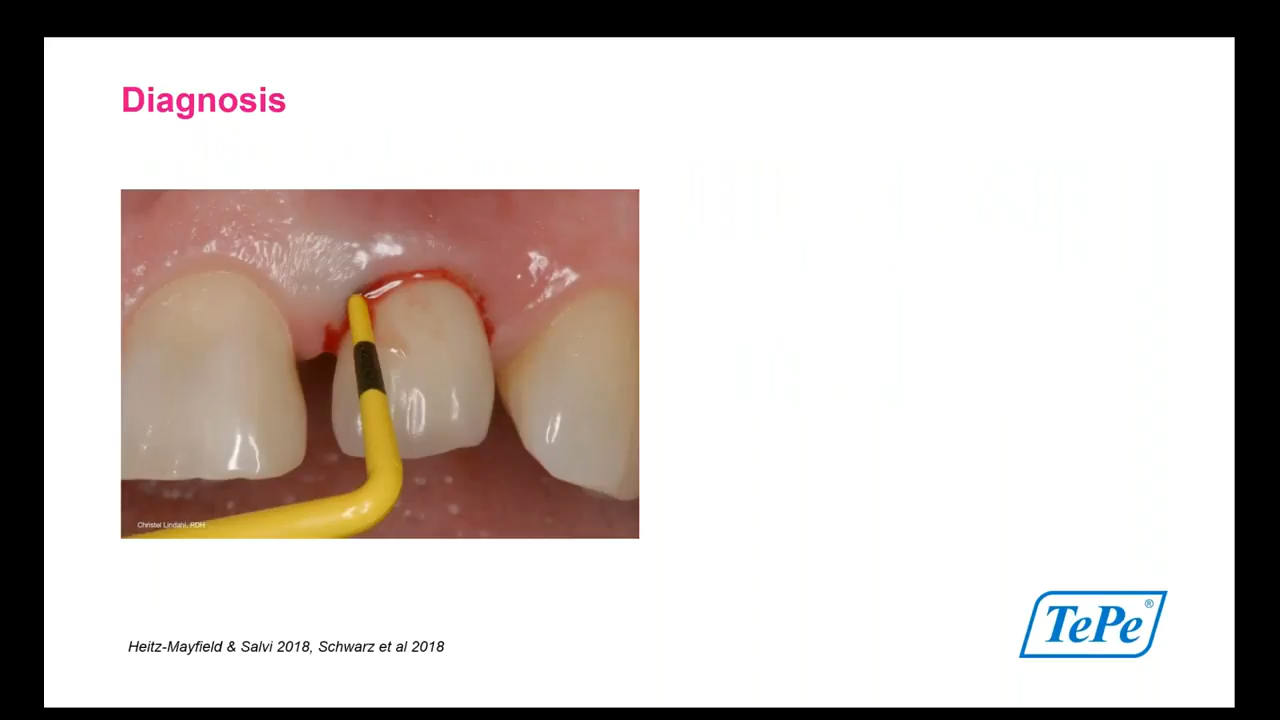 Diagnosis
Christel Lindahl, RDH
Heitz-Mayfield & Salvi 2018, Schwarz et al 2018
TePe®